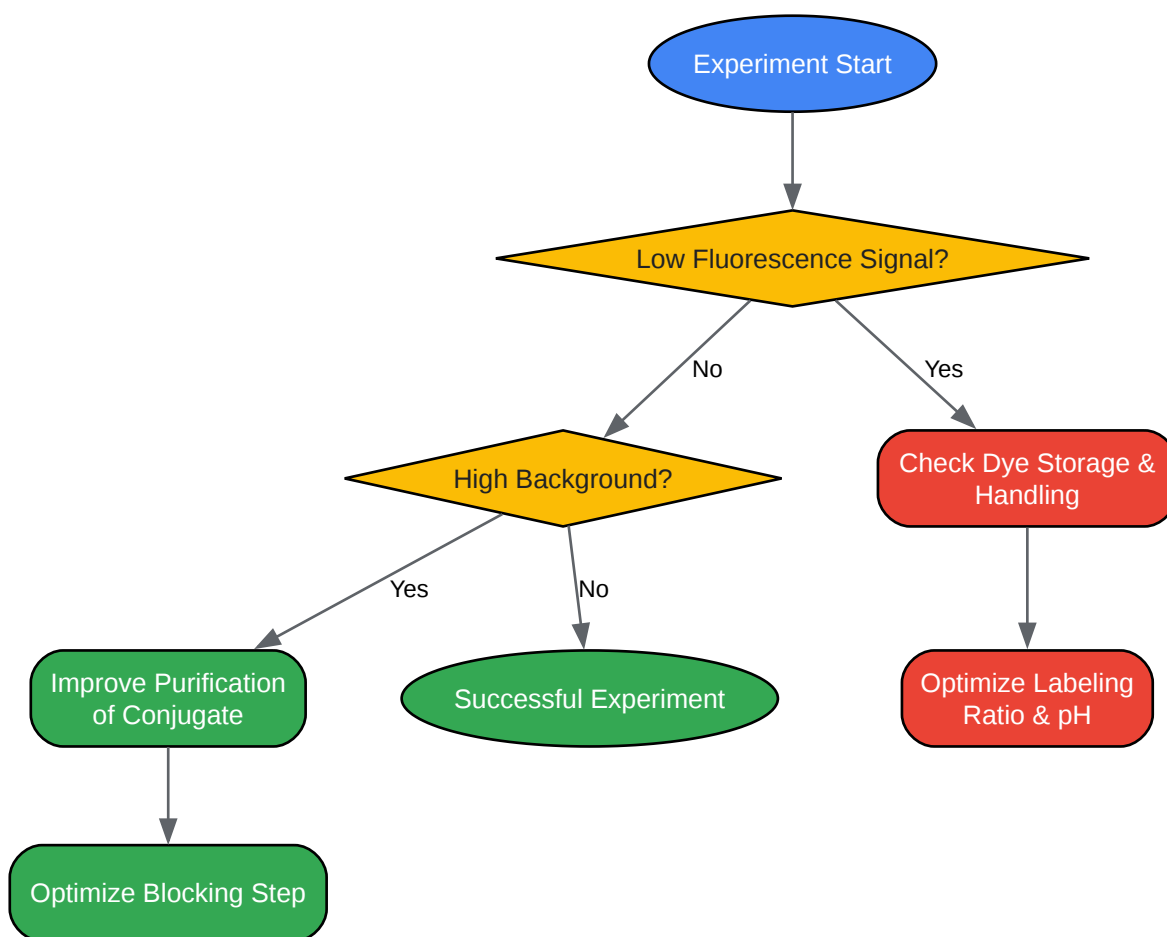 Experiment Start
Low Fluorescence Signal?
No
Yes
High Background?
Check Dye Storage &
Handling
Yes
No
Improve Purification
of Conjugate
Successful Experiment
Optimize Labeling
Ratio & pH
Optimize Blocking Step